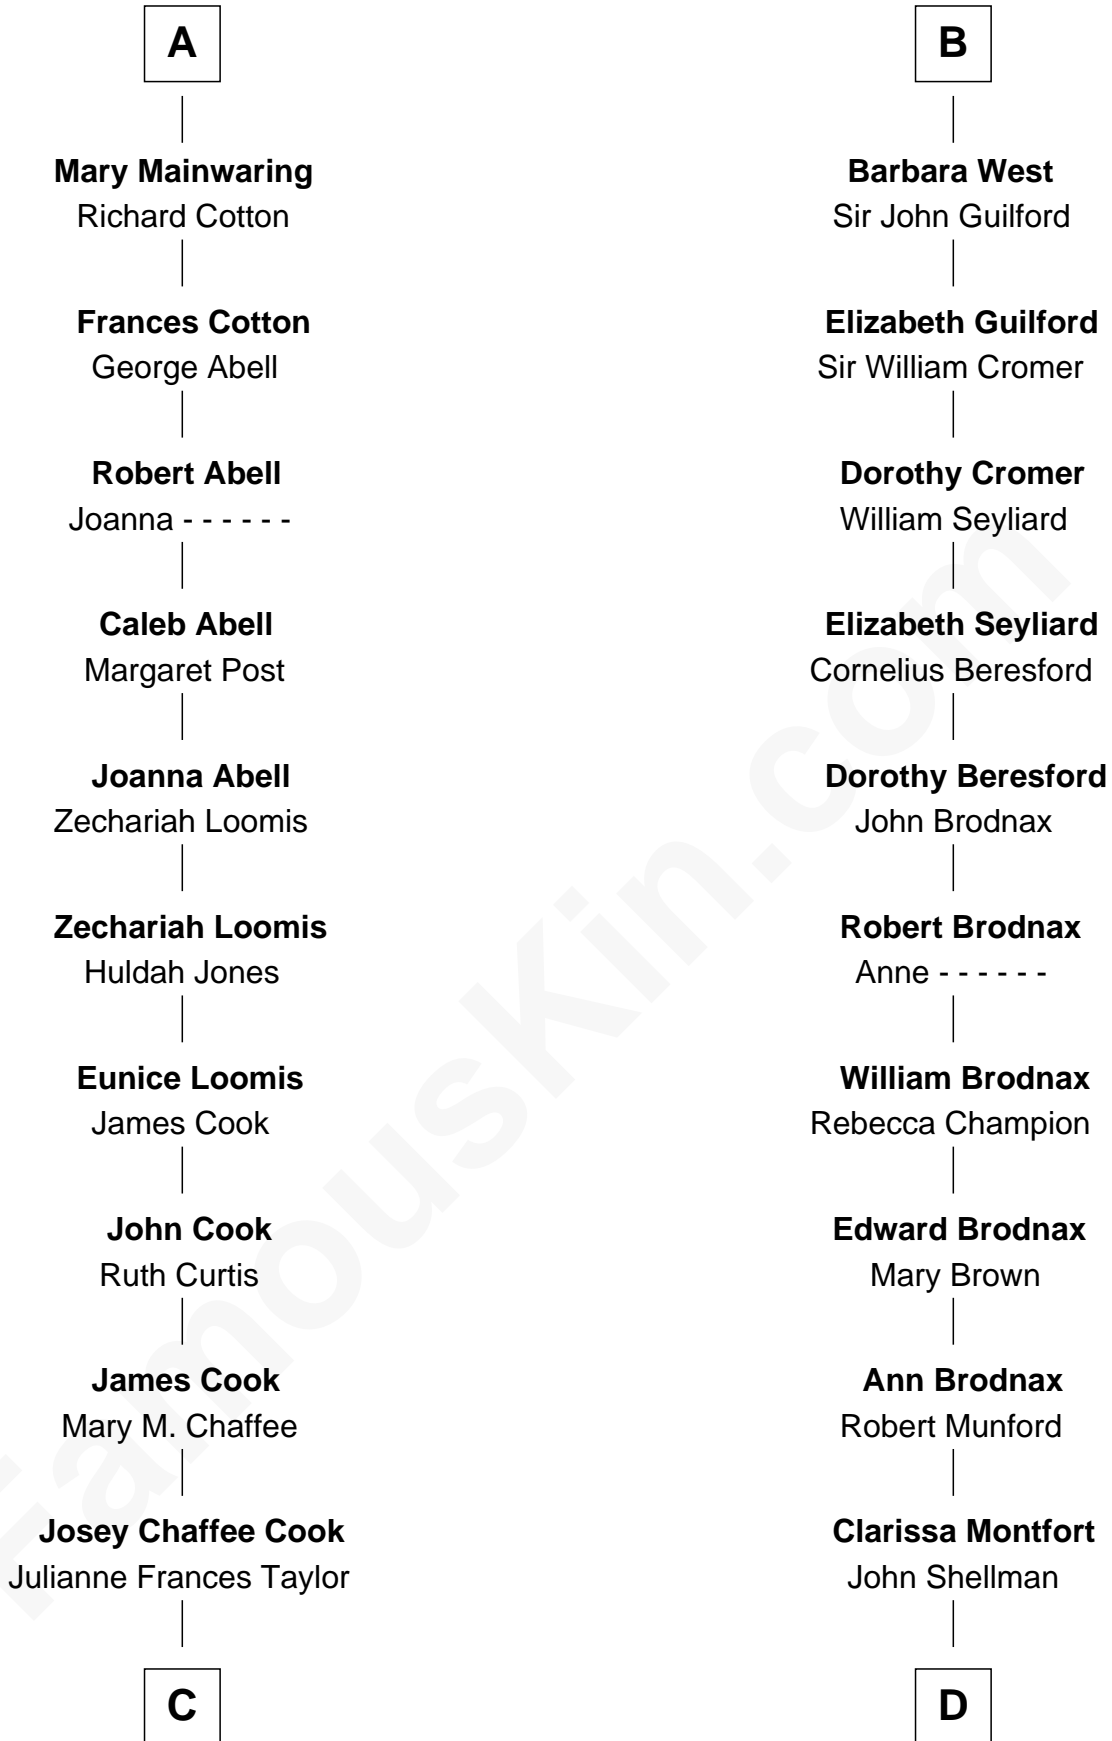 A
Mary Mainwaring
Richard Cotton
Frances Cotton
George Abell
Robert Abell
Joanna - - - - - -
Caleb Abell
Margaret Post
Joanna Abell
Zechariah Loomis
Zechariah Loomis
Huldah Jones
Eunice Loomis
James Cook
John Cook
Ruth Curtis
James Cook
Mary M. Chaffee
Josey Chaffee Cook
Julianne Frances Taylor
C
B
Barbara West
Sir John Guilford
Elizabeth Guilford
Sir William Cromer
Dorothy Cromer
William Seyliard
Elizabeth Seyliard
Cornelius Beresford
Dorothy Beresford
John Brodnax
Robert Brodnax
Anne - - - - - -
William Brodnax
Rebecca Champion
Edward Brodnax
Mary Brown
Ann Brodnax
Robert Munford
Clarissa Montfort
John Shellman
D
FamousKin.com